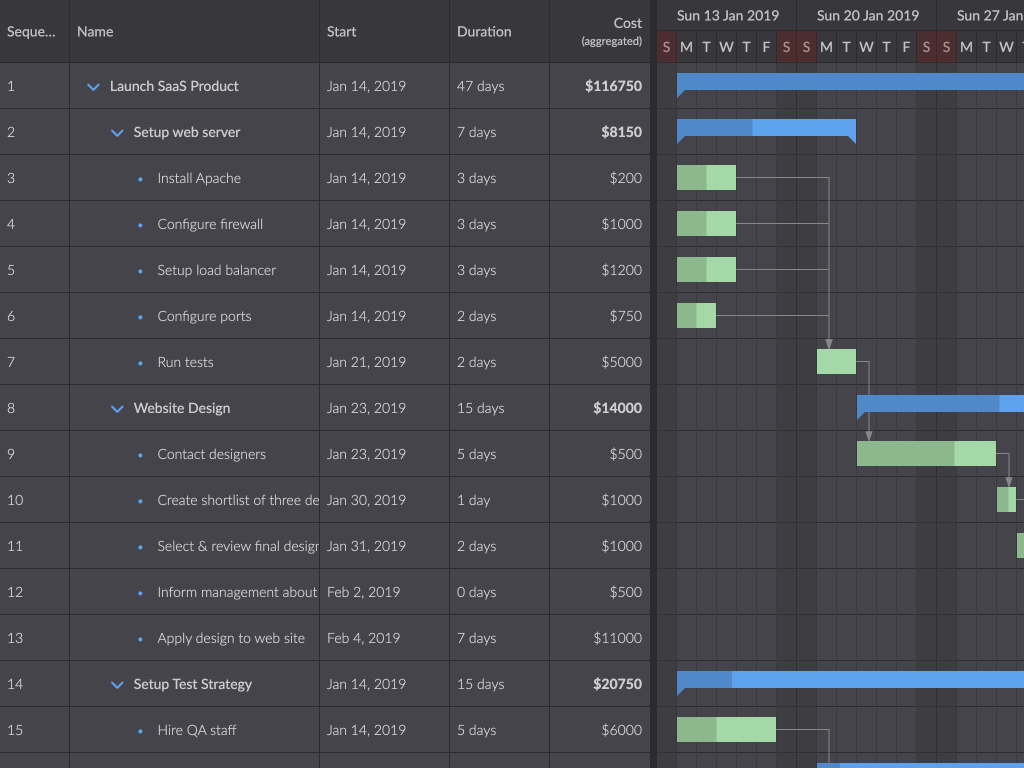 Seque... Name Start Duration Cost
(aggregated)
Sun 13 Jan 2019 Sun 20 Jan 2019 Sun 27 Jan
S M T W T F S S M T W T F S S M T W
1 Launch SaaS Product Jan 14, 2019 47 days $116750
2 Setup web server Jan 14, 2019 7 days $8150
3 Install Apache Jan 14, 2019 3 days $200
4 Configure firewall Jan 14, 2019 3 days $1000
5 Setup load balancer Jan 14, 2019 3 days $1200
6 Configure ports Jan 14, 2019 2 days $750
7 Run tests Jan 21, 2019 2 days $5000
8 Website Design Jan 23, 2019 15 days $14000
9 Contact designers Jan 23, 2019 5 days $500
10 Create shortlist of three de Jan 30, 2019 1 day $1000
11 Select & review final design Jan 31, 2019 2 days $1000
12 Inform management about Feb 2, 2019 0 days $500
13 Apply design to web site Feb 4, 2019 7 days $11000
14 Setup Test Strategy Jan 14, 2019 15 days $20750
15 Hire QA staff Jan 14, 2019 5 days $6000